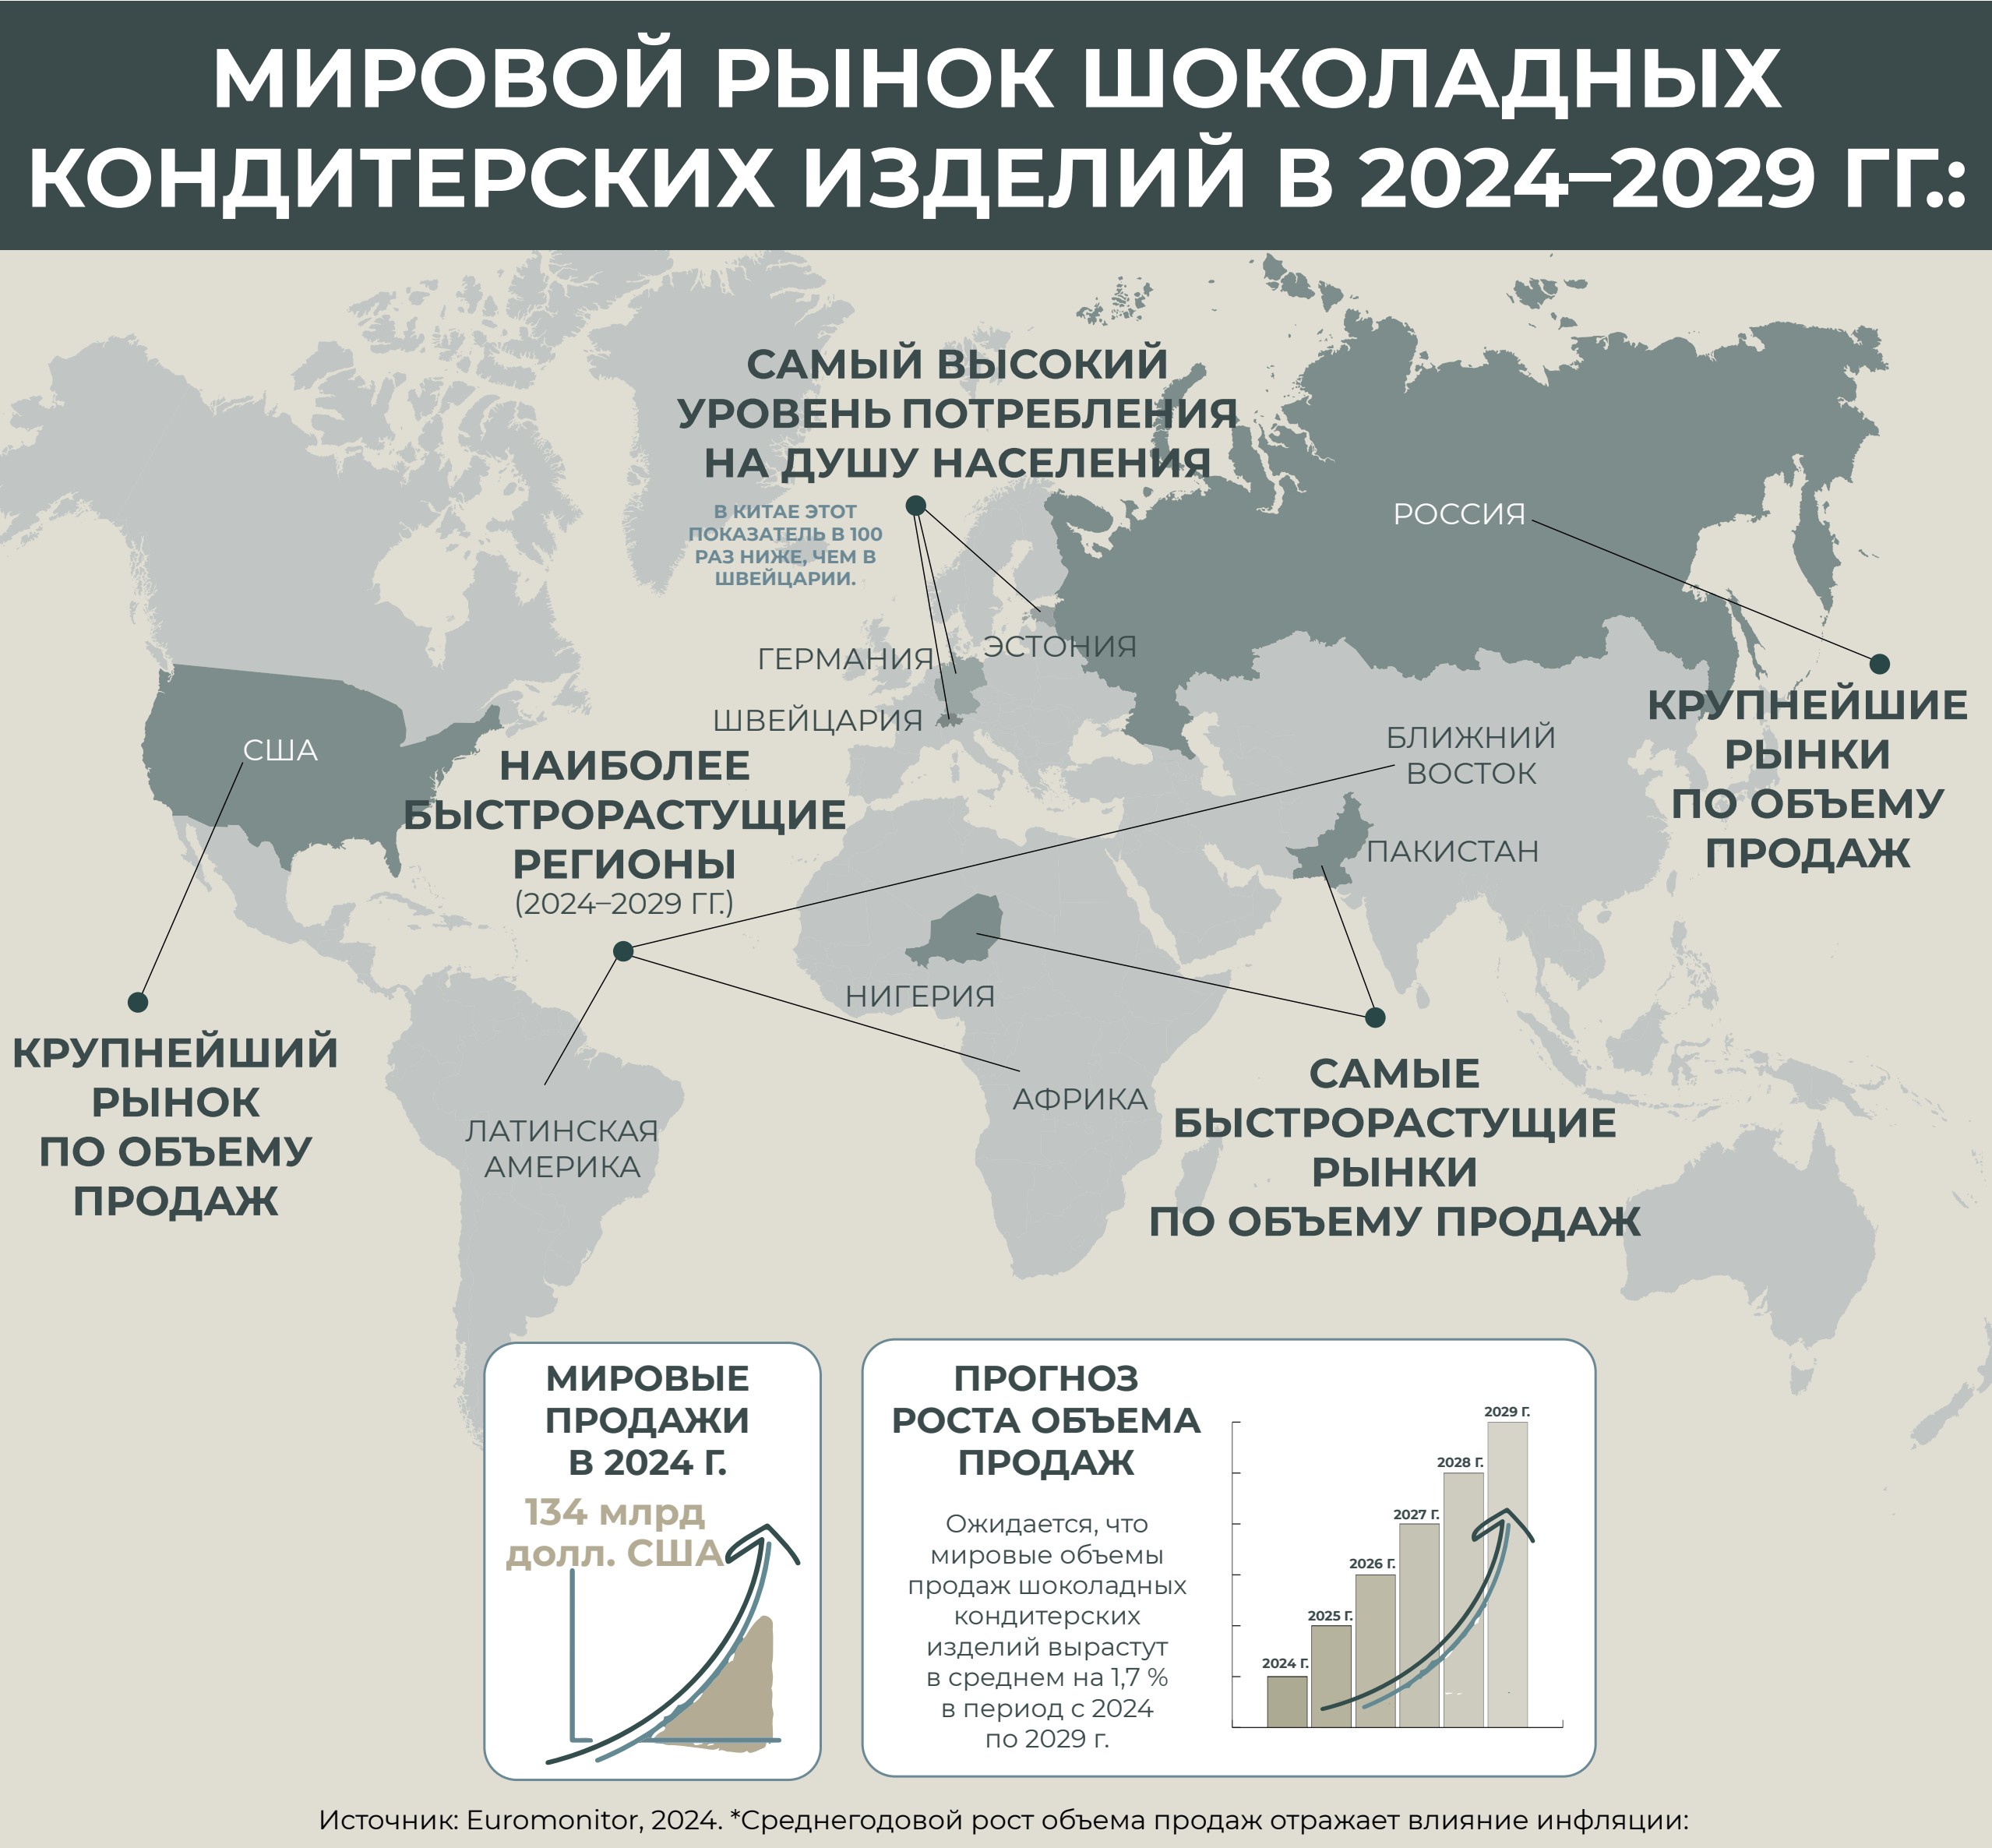 МИРОВОЙ РЫНОК ШОКОЛАДНЫХ
КОНДИТЕРСКИХ ИЗДЕЛИЙ В 2024–2029 ГГ.:
САМЫЙ ВЫСОКИЙ
УРОВЕНЬ ПОТРЕБЛЕНИЯ
НА ДУШУ НАСЕЛЕНИЯ
В КИТАЕ ЭТОТ
ПОКАЗАТЕЛЬ В 100
РАЗ НИЖЕ, ЧЕМ В
ШВЕЙЦАРИИ.
РОССИЯ
ЭСТОНИЯ
ГЕРМАНИЯ
ШВЕЙЦАРИЯ
КРУПНЕЙШИЕ
РЫНКИ
ПО ОБЪЕМУ
ПРОДАЖ
США
НАИБОЛЕЕ
БЫСТРОРАСТУЩИЕ
РЕГИОНЫ
(2024–2029 ГГ.)
БЛИЖНИЙ
ВОСТОК
ПАКИСТАН
НИГЕРИЯ
КРУПНЕЙШИЙ
РЫНОК
ПО ОБЪЕМУ
ПРОДАЖ
ЛАТИНСКАЯ
АМЕРИКА
АФРИКА
САМЫЕ
БЫСТРОРАСТУЩИЕ
РЫНКИ
ПО ОБЪЕМУ ПРОДАЖ
МИРОВЫЕ
ПРОДАЖИ
В 2024 Г.
134 млрд
долл. США
ПРОГНОЗ
РОСТА ОБЪЕМА
ПРОДАЖ
Ожидается, что
мировые объемы
продаж шоколадных
кондитерских
изделий вырастут
в среднем на 1,7 %
в период с 2024
по 2029 г.
2024 Г.
2025 Г.
2026 Г.
2027 Г.
2028 Г.
2029 Г.
Источник: Euromonitor, 2024. *Среднегодовой рост объема продаж отражает влияние инфляции: